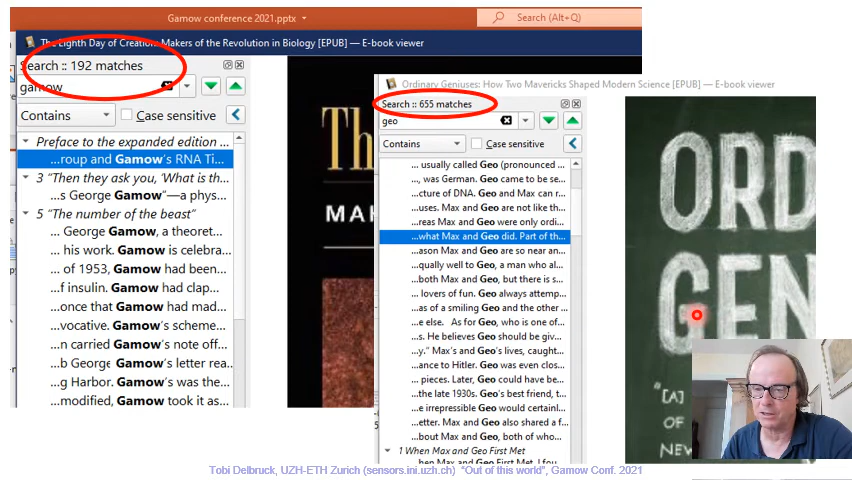 Gamow conference 2021.pptx
Search (Alt+Q)
The Eighth Day of Creation: Makers of the Revolution in Biology [EPUB] — E-book viewer
Search :: 192 matches
gamow
Contains
Case sensitive
Preface to the expanded edition ...
...roup and Gamow's RNA Ti...
3 “Then they ask you, ‘What is th...
...s George Gamow“—a phys...
5 “The number of the beast”
... George Gamow, a theoret...
... his work. Gamow is celebra...
... of 1953, Gamow had been...
...f insulin. Gamow had clap...
...once that Gamow had mad...
...vocative. Gamow's scheme...
...n carried Gamow's note off...
...b George Gamow's letter rea...
...g Harbor. Gamow's was the...
...modified, Gamow took it as...
Th
MA
Ordinary Geniuses: How Two Mavericks Shaped Modern Science [EPUB] — E-book viewer
Search :: 655 matches
geo
Contains
Case sensitive
... usually called Geo (pronounced ...
..., was German. Geo came to be se...
...cture of DNA. Geo and Max can r...
...uses. Max and Geo are not like th...
...reas Max and Geo were only ordi...
...what Max and Geo did. Part of th...
...ason Max and Geo are so near an...
...qually well to Geo, a man who al...
...both Max and Geo, but there is s...
... lovers of fun. Geo always attemp...
...as of a smiling Geo and the other ...
...e else. As for Geo, who is one of...
...s. He believes Geo should be giv...
...y.” Max's and Geo's lives, caught...
...ance to Hitler. Geo was even clos...
... pieces. Later, Geo could have be...
...the late 1930s. Geo's best friend, t...
...e irrepressible Geo would certainl...
...etter. Max and Geo also shared a f...
...bout Max and Geo, both of who...
1 When Max and Geo First Met
ORD
GEN
“[A]
OF
NEW
Tobi Delbruck, UZH-ETH Zurich (sensors.ini.uzh.ch) “Out of this world”, Gamow Conf. 2021